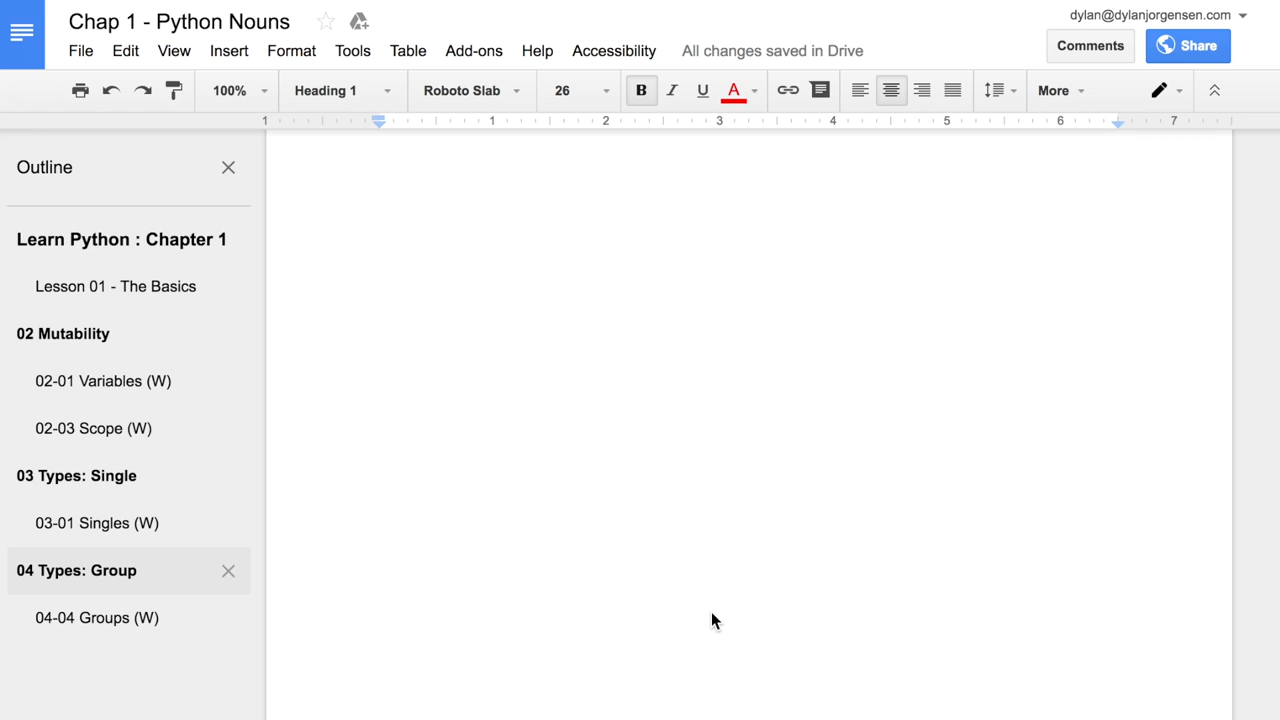 Chap 1 - Python Nouns
dylan@dylanjorgensen.com
File Edit View Insert Format Tools Table Add-ons Help Accessibility All changes saved in Drive
Comments Share
100% Heading 1 Roboto Slab 26 B I U A More
1 1 2 3 4 5 6 7
Outline
Learn Python : Chapter 1
Lesson 01 - The Basics
02 Mutability
02-01 Variables (W)
02-03 Scope (W)
03 Types: Single
03-01 Singles (W)
04 Types: Group
04-04 Groups (W)